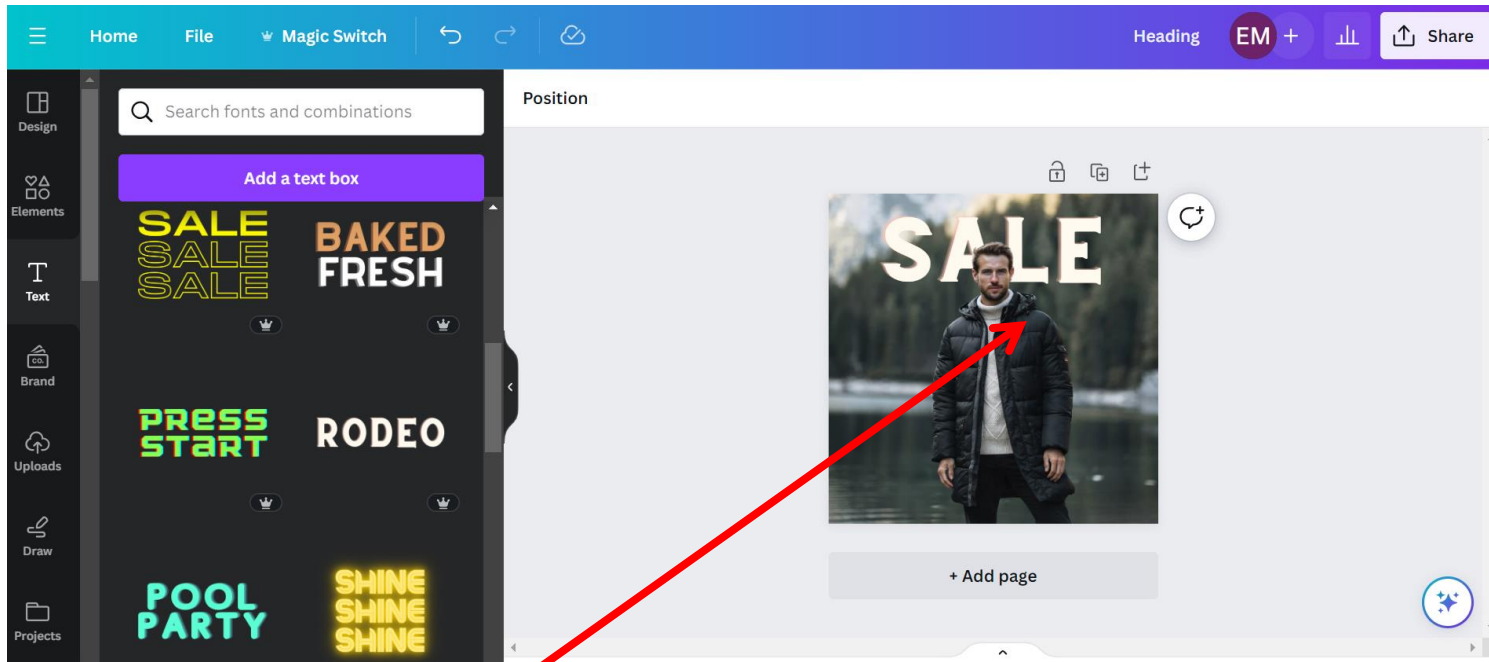 Home File Magic Switch Heading EM + Share
Design
Search fonts and combinations
Position
Add a text box
Elements
SALE
SALE
SALE
BAKED
FRESH
SALE
Text
CO.
Brand
PRESS
START
RODEO
Uploads
Draw
POOL
PARTY
SHINE
SHINE
SHINE
+ Add page
Projects